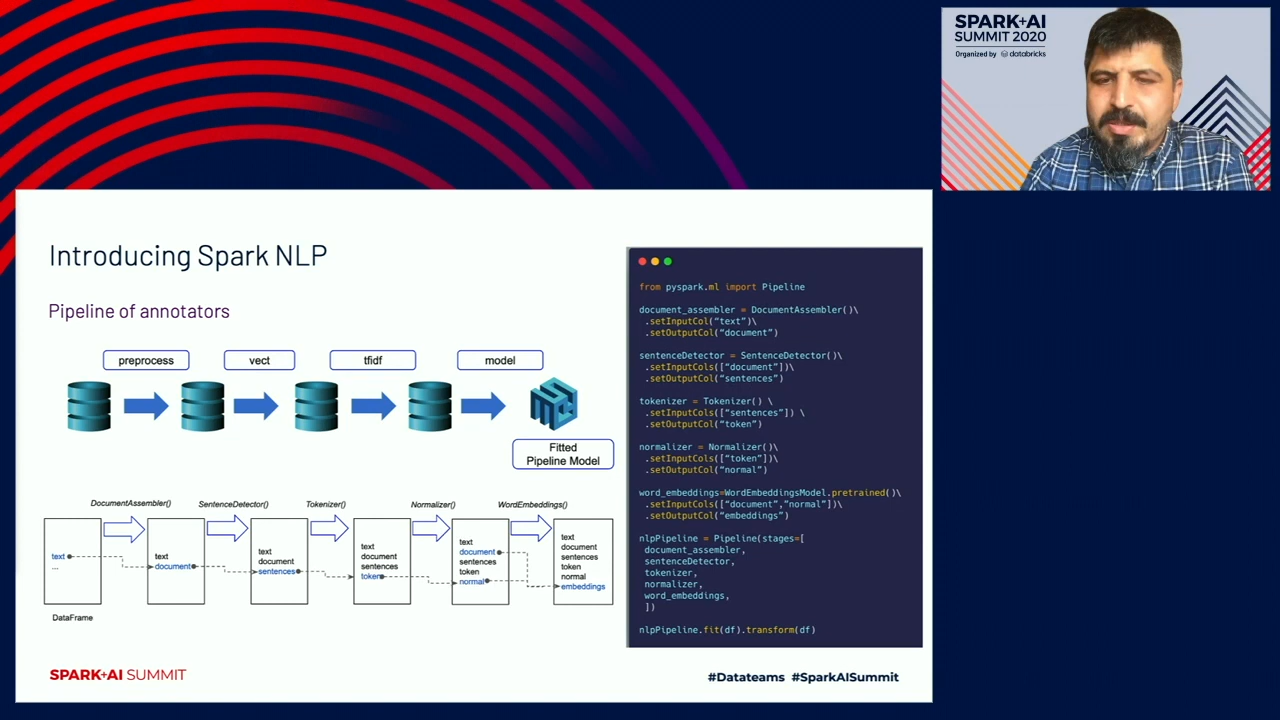 SPARK+AI
SUMMIT 2020
Organized by databricks
Introducing Spark NLP
Pipeline of annotators
preprocess
vect
tfidf
model
Fitted
Pipeline Model
DocumentAssembler()
SentenceDetector()
Tokenizer()
Normalizer()
WordEmbeddings()
text
...
text
document
text
document
sentences
text
document
sentences
token
text
document
sentences
token
normal
text
document
sentences
token
normal
embeddings
DataFrame
from pyspark.ml import Pipeline
document_assembler = DocumentAssembler()\
.setInputCol("text")\
.setOutputCol("document")
sentenceDetector = SentenceDetector()\
.setInputCols(["document"])\
.setOutputCol("sentences")
tokenizer = Tokenizer() \
.setInputCols(["sentences"]) \
.setOutputCol("token")
normalizer = Normalizer()\
.setInputCols(["token"])\
.setOutputCol("normal")
word_embeddings=WordEmbeddingsModel.pretrained()\
.setInputCols(["document","normal"])\
.setOutputCol("embeddings")
nlpPipeline = Pipeline(stages=[
document_assembler,
sentenceDetector,
tokenizer,
normalizer,
word_embeddings,
])
nlpPipeline.fit(df).transform(df)
SPARK+AI SUMMIT
#Datateams #SparkAISummit